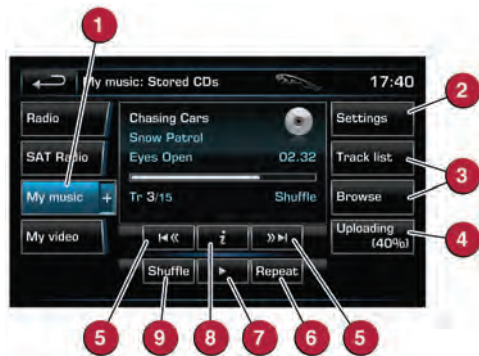 1
My music: Stored CDs 17:40
2
Radio
Chasing Cars
Settings
Snow Patrol
SAT Radio
Eyes Open 02.32
Track list
3
My music +
Tr 3/15 Shuffle
Browse
My video
i
Uploading
(40%)
4
Shuffle
Repeat
5 9 8 7 6 5